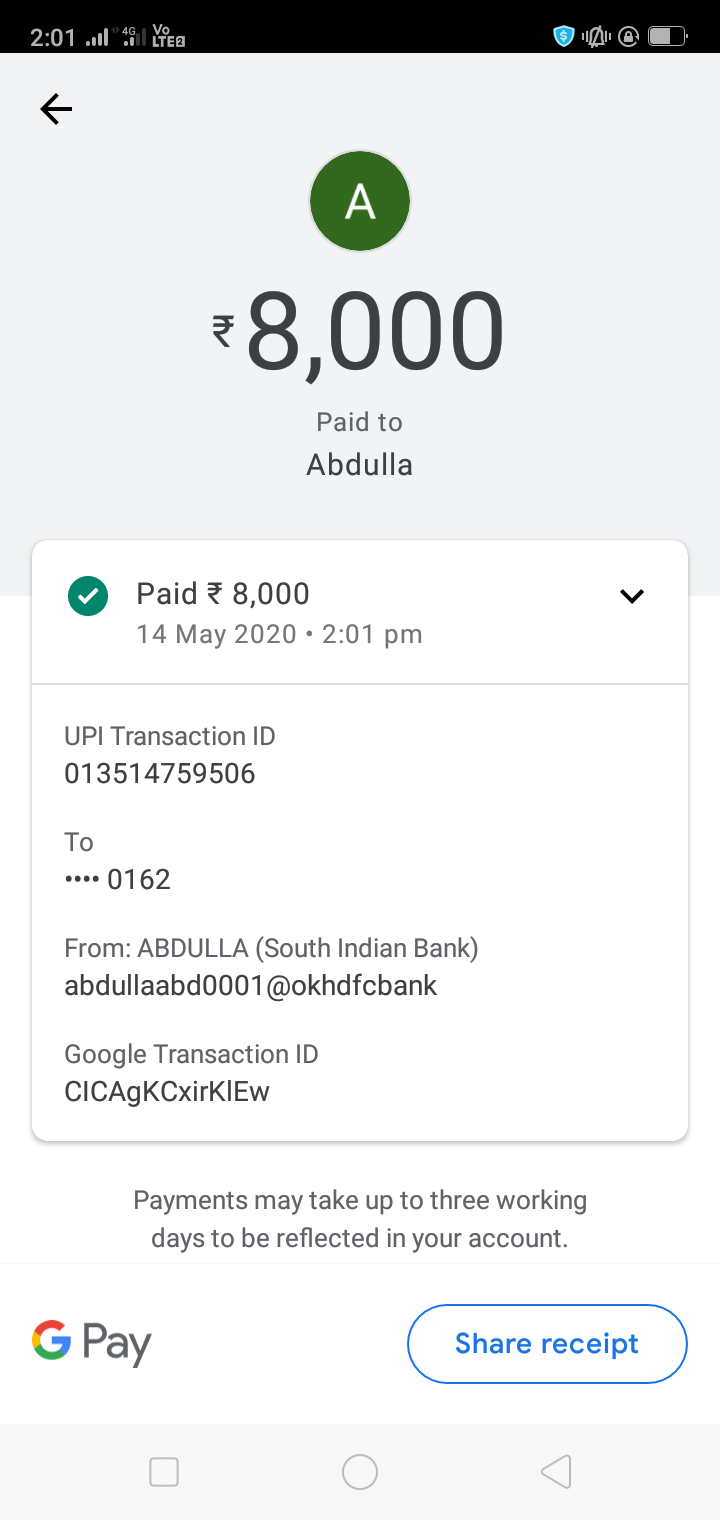 2:01 4G Vo LTE2
A
₹8,000
Paid to
Abdulla
Paid ₹ 8,000
14 May 2020 • 2:01 pm
UPI Transaction ID
013514759506
To
•••• 0162
From: ABDULLA (South Indian Bank)
abdullaabd0001@okhdfcbank
Google Transaction ID
CICAgKCxirKlEw
Payments may take up to three working
days to be reflected in your account.
G Pay
Share receipt